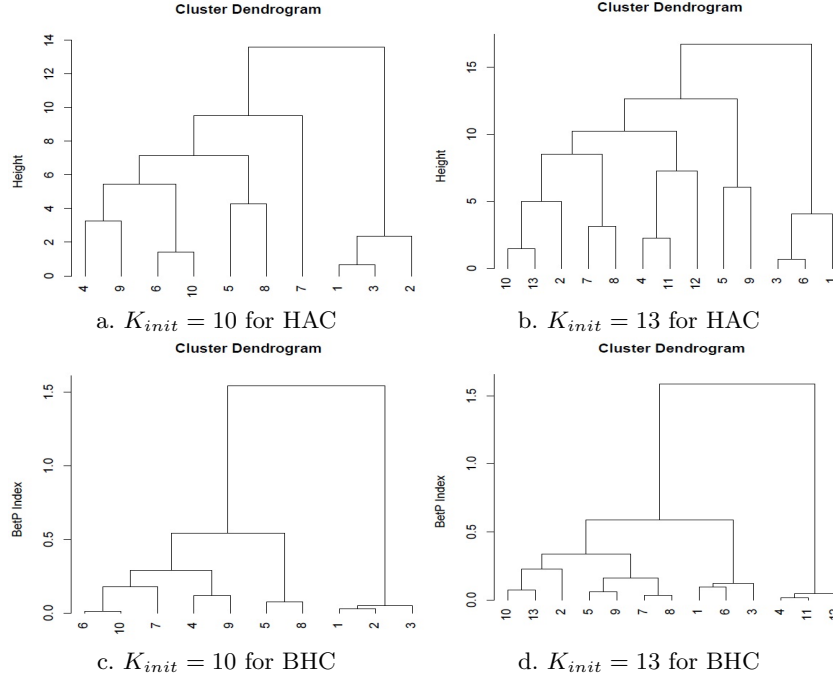 Cluster Dendrogram
Height
14
12
10
8
6
4
2
0
4 9 6 10 5 8 7 1 3 2
a. K_init = 10 for HAC
Cluster Dendrogram
Height
15
10
5
0
10 13 2 7 8 4 11 12 5 9 3 6 1
b. K_init = 13 for HAC
Cluster Dendrogram
BetP Index
1.5
1.0
0.5
0.0
6 10 7 4 9 5 8 1 2 3
c. K_init = 10 for BHC
Cluster Dendrogram
BetP Index
1.5
1.0
0.5
0.0
10 13 2 5 9 7 8 1 6 3 4 11
d. K_init = 13 for BHC